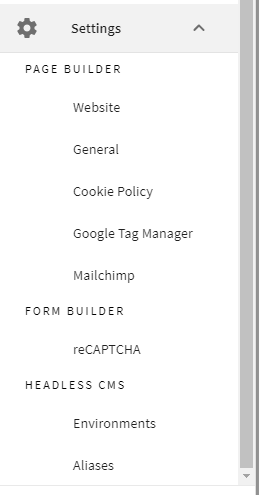 Settings
PAGE BUILDER
Website
General
Cookie Policy
Google Tag Manager
Mailchimp
FORM BUILDER
reCAPTCHA
HEADLESS CMS
Environments
Aliases